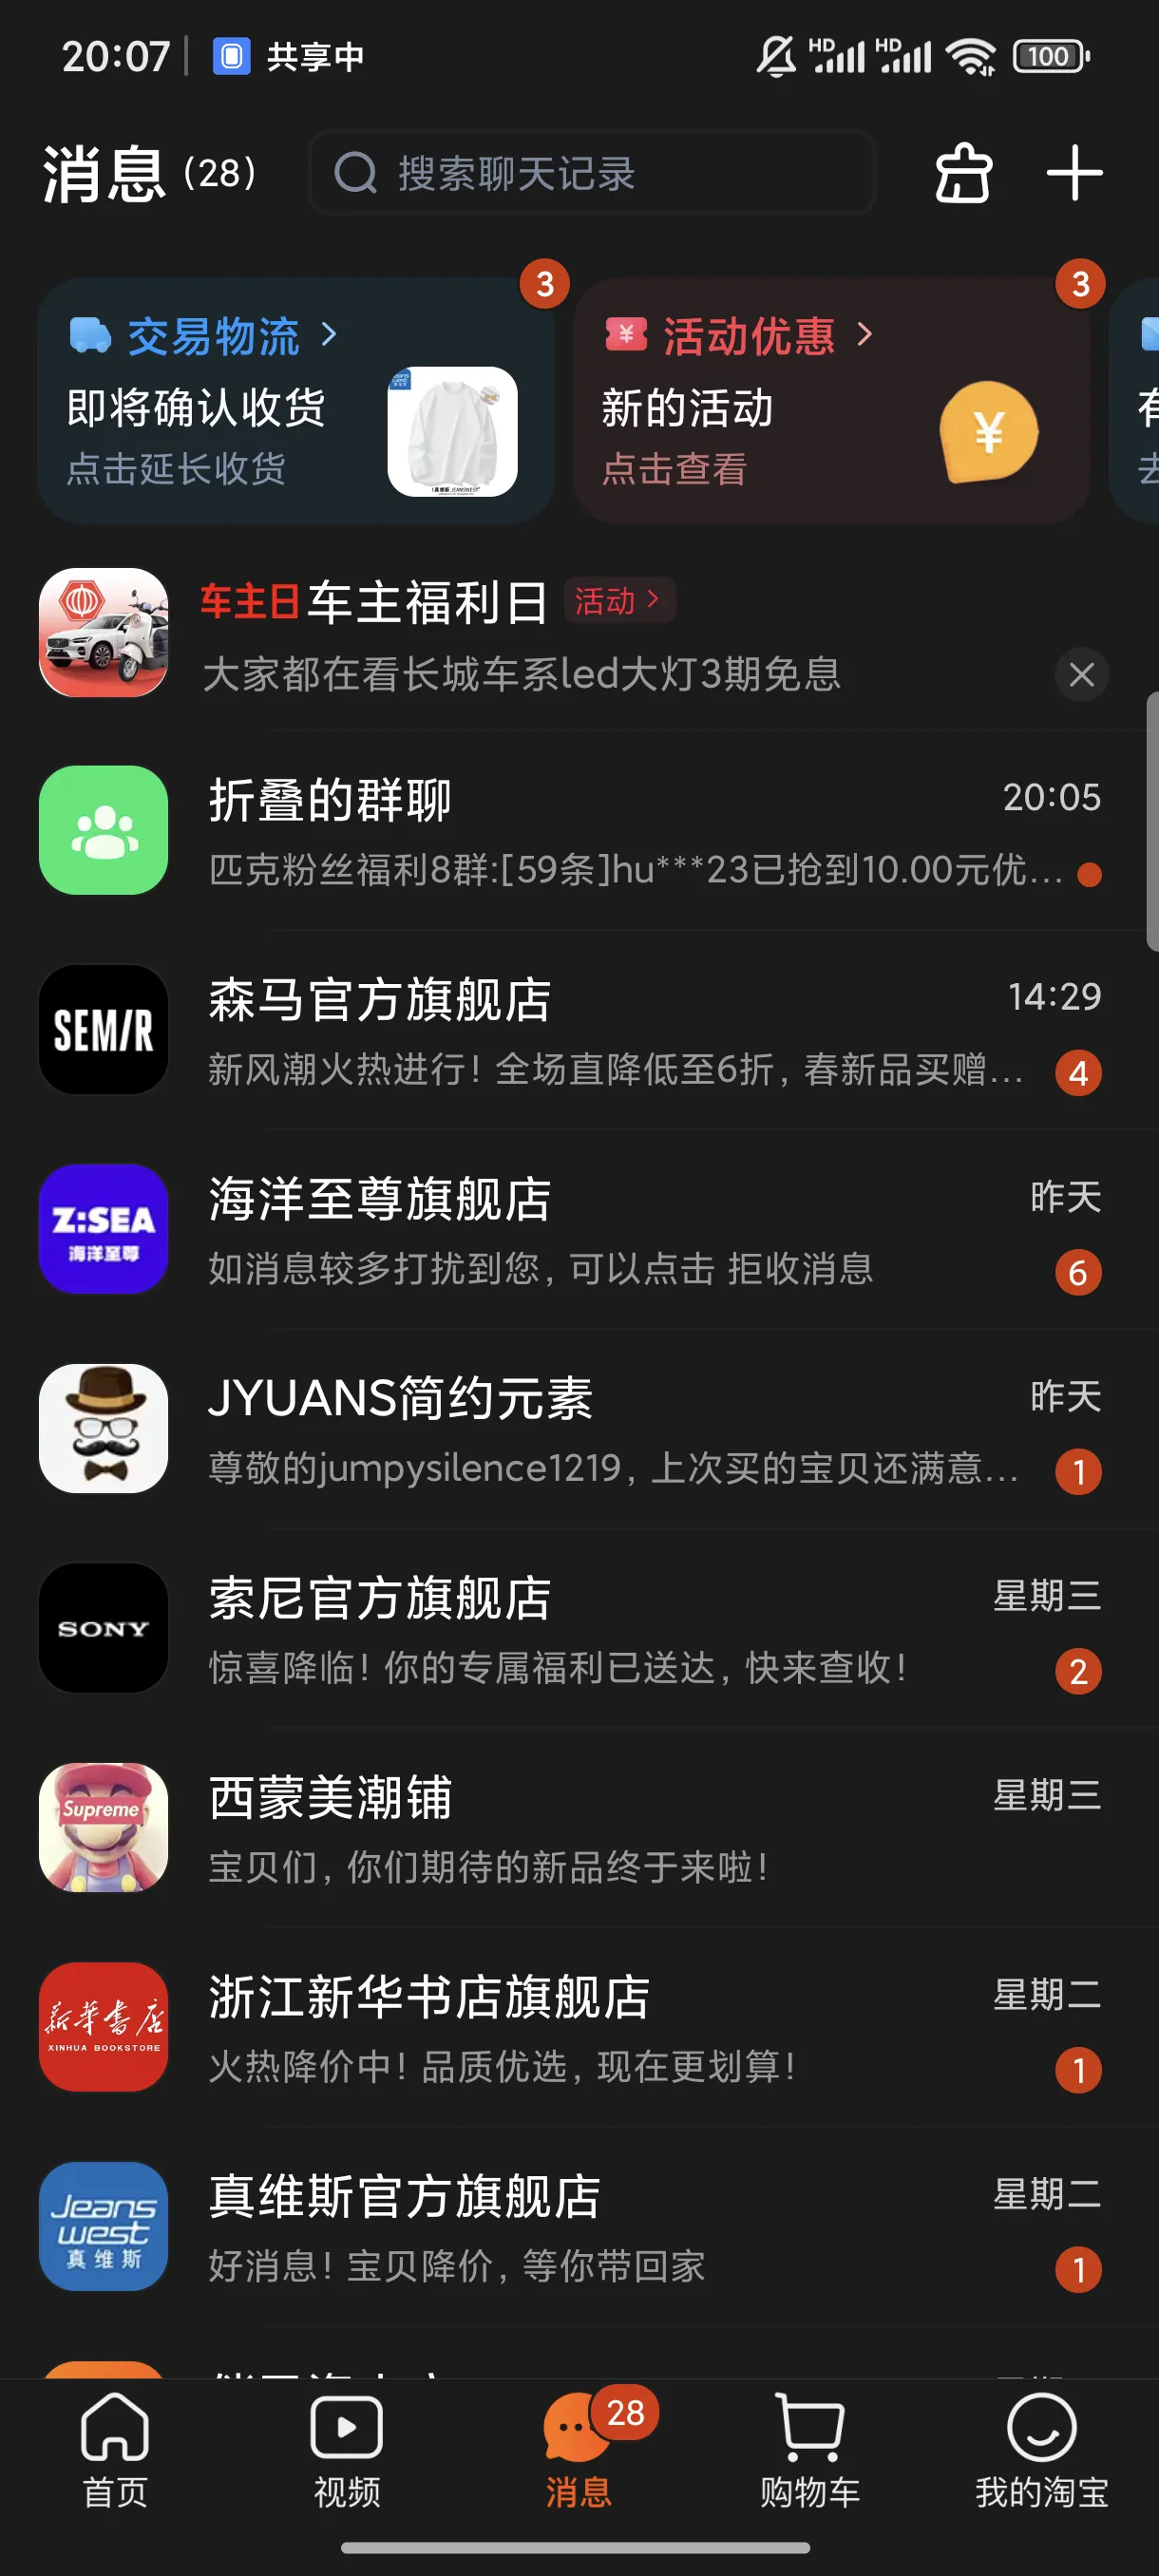 20:07 共享中 HD HD 100
消息 (28) 搜索聊天记录
3 3
交易物流 活动优惠
即将确认收货 新的活动 有
点击延长收货 点击查看 去
车主日 车主福利日 活动
大家都在看长城车系led大灯3期免息
折叠的群聊 20:05
匹克粉丝福利8群:[59条]hu***23已抢到10.00元优...
SEMIR 森马官方旗舰店 14:29
新风潮火热进行! 全场直降低至6折, 春新品买赠... 4
Z:SEA 海洋至尊旗舰店 昨天
海洋至尊 如消息较多打扰到您, 可以点击 拒收消息 6
JYUANS简约元素 昨天
尊敬的jumpysilence1219, 上次买的宝贝还满意... 1
SONY 索尼官方旗舰店 星期三
惊喜降临! 你的专属福利已送达, 快来查收! 2
Supreme 西蒙美潮铺 星期三
宝贝们, 你们期待的新品终于来啦!
新華書店 浙江新华书店旗舰店 星期二
XINHUA BOOKSTORE 火热降价中! 品质优选, 现在更划算! 1
Jeans west 真维斯官方旗舰店 星期二
真维斯 好消息! 宝贝降价, 等你带回家 1
28
首页 视频 消息 购物车 我的淘宝